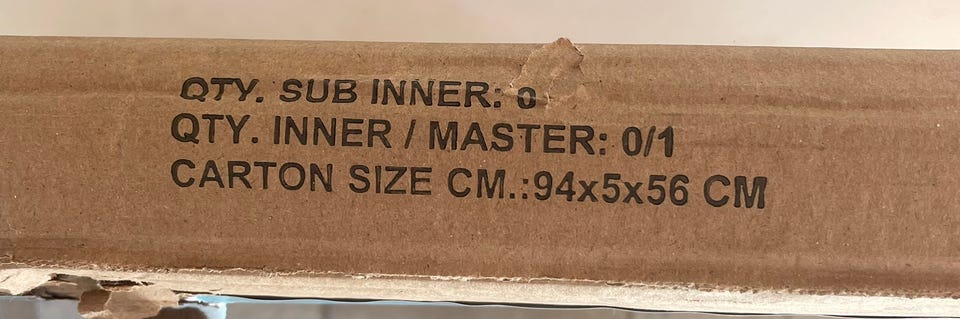 QTY. SUB INNER: 0
QTY. INNER / MASTER: 0/1
CARTON SIZE CM.:94x5x56 CM